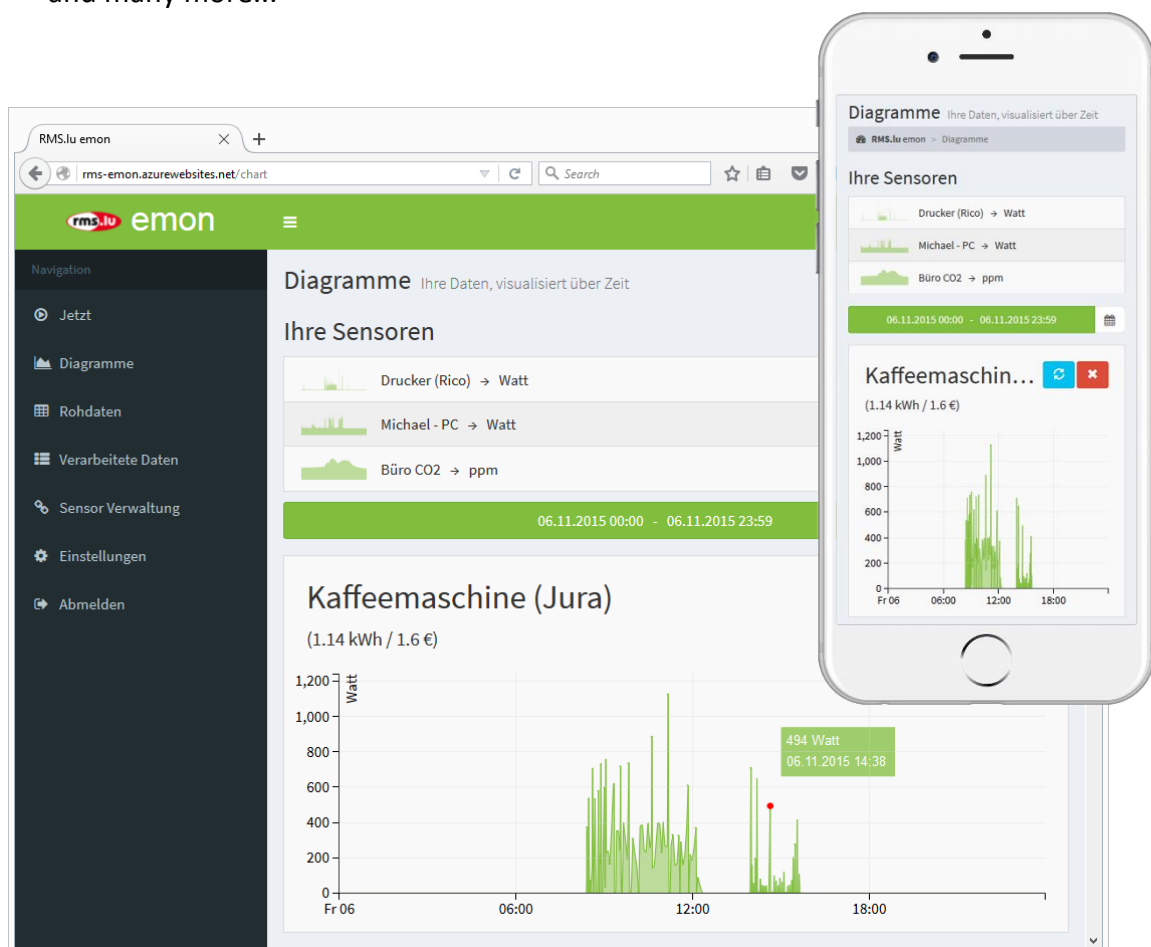 and many more...
RMS.lu emon
rms-emon.azurewebsites.net/chart
Search
rms.lu emon
Navigation
Jetzt
Diagramme
Rohdaten
Verarbeitete Daten
Sensor Verwaltung
Einstellungen
Abmelden
Diagramme Ihre Daten, visualisiert über Zeit
Ihre Sensoren
Drucker (Rico) → Watt
Michael - PC → Watt
Büro CO2 → ppm
06.11.2015 00:00 - 06.11.2015 23:59
Kaffeemaschine (Jura)
(1.14 kWh / 1.6 €)
Watt
1,200
1,000
800
600
400
200
0
494 Watt
06.11.2015 14:38
Fr 06 06:00 12:00 18:00
Diagramme Ihre Daten, visualisiert über Zeit
RMS.lu emon > Diagramme
Ihre Sensoren
Drucker (Rico) → Watt
Michael - PC → Watt
Büro CO2 → ppm
06.11.2015 00:00 - 06.11.2015 23:59
Kaffeemaschin...
(1.14 kWh / 1.6 €)
Watt
1,200
1,000
800
600
400
200
0
Fr 06 06:00 12:00 18:00